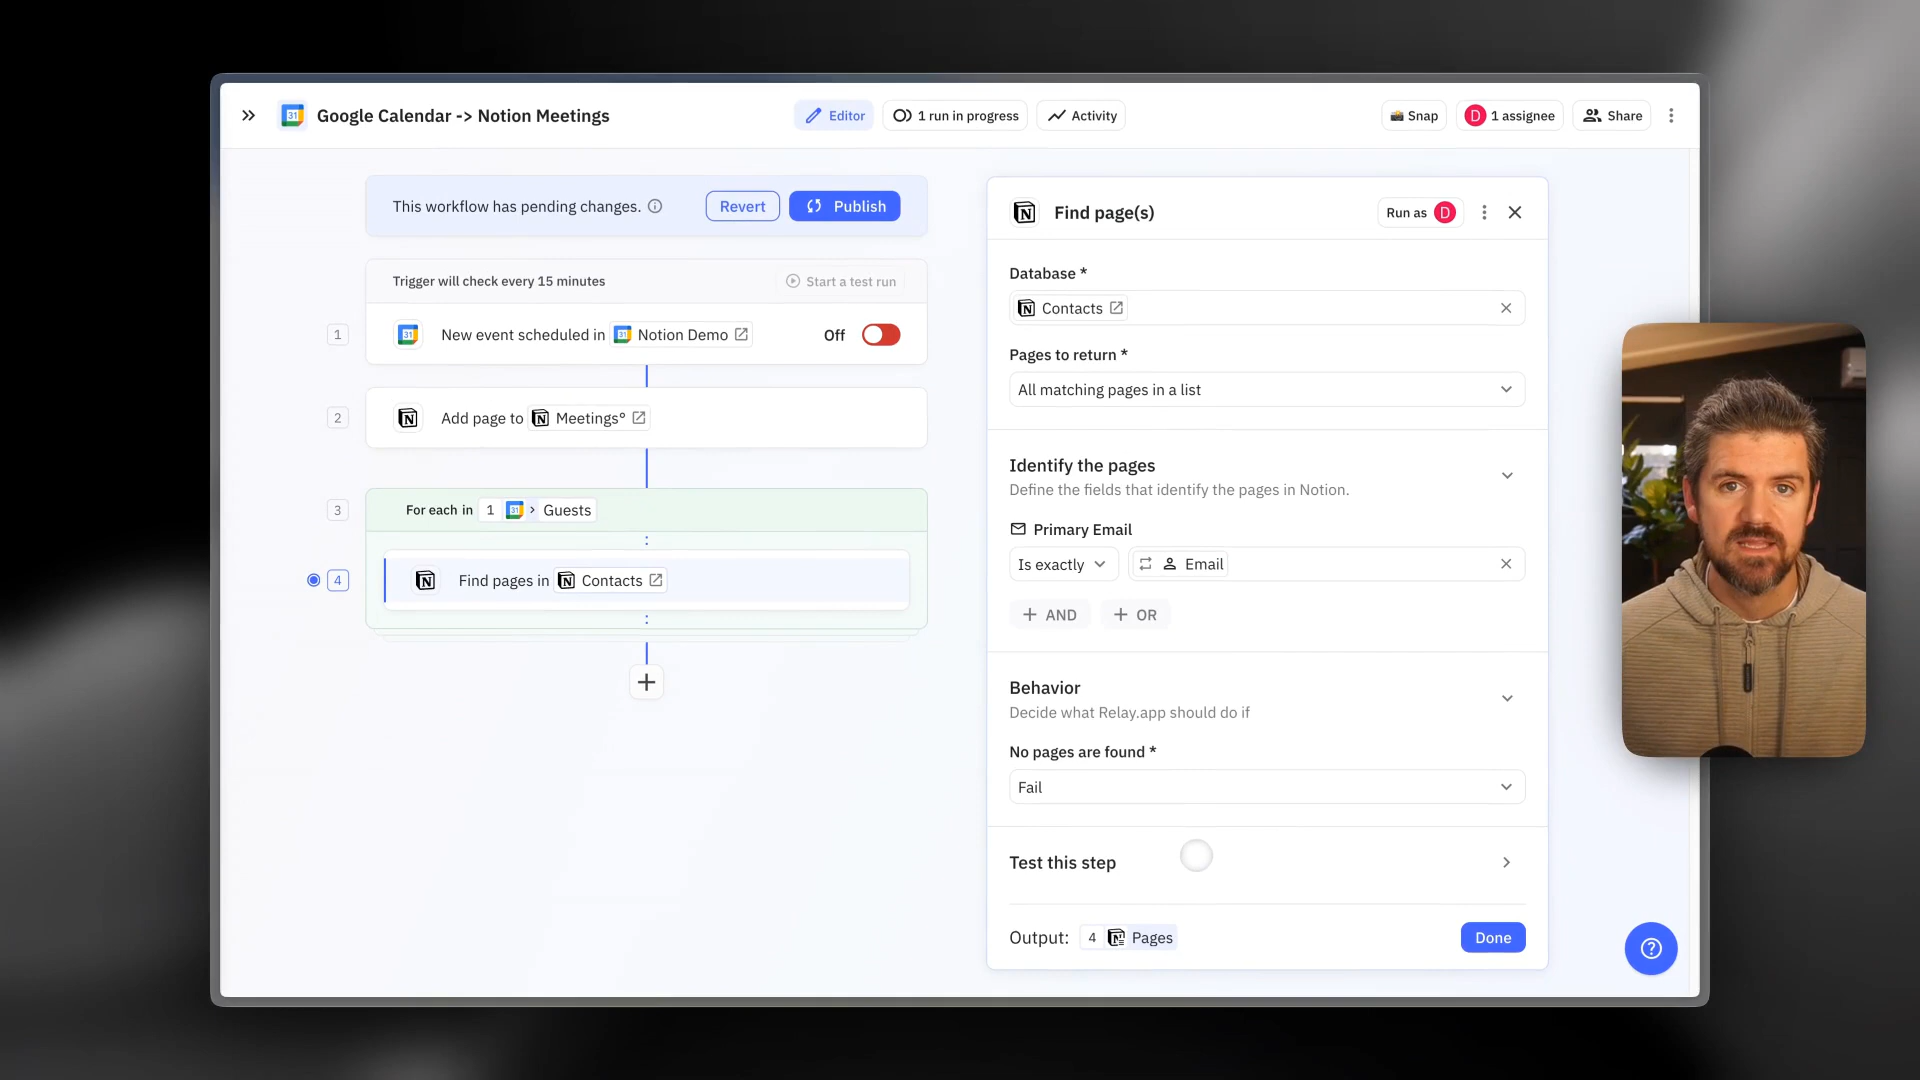 Google Calendar -> Notion Meetings
Editor
1 run in progress
Activity
Snap
D 1 assignee
Share
This workflow has pending changes.
Revert
Publish
Trigger will check every 15 minutes
Start a test run
1
31 New event scheduled in 31 Notion Demo
Off
2
Add page to Meetings°
3
For each in 1 31 > Guests
4
Find pages in Contacts
Find page(s)
Run as D
Database *
Contacts
Pages to return *
All matching pages in a list
Identify the pages
Define the fields that identify the pages in Notion.
Primary Email
Is exactly
Email
+ AND
+ OR
Behavior
Decide what Relay.app should do if
No pages are found *
Fail
Test this step
Output: 4 Pages
Done